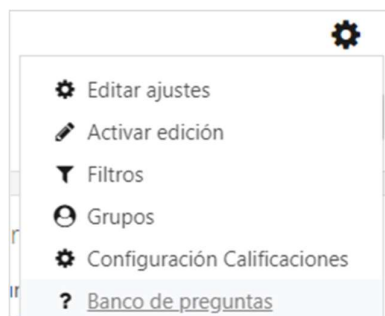 Editar ajustes
Activar edición
Filtros
Grupos
Configuración Calificaciones
? Banco de preguntas